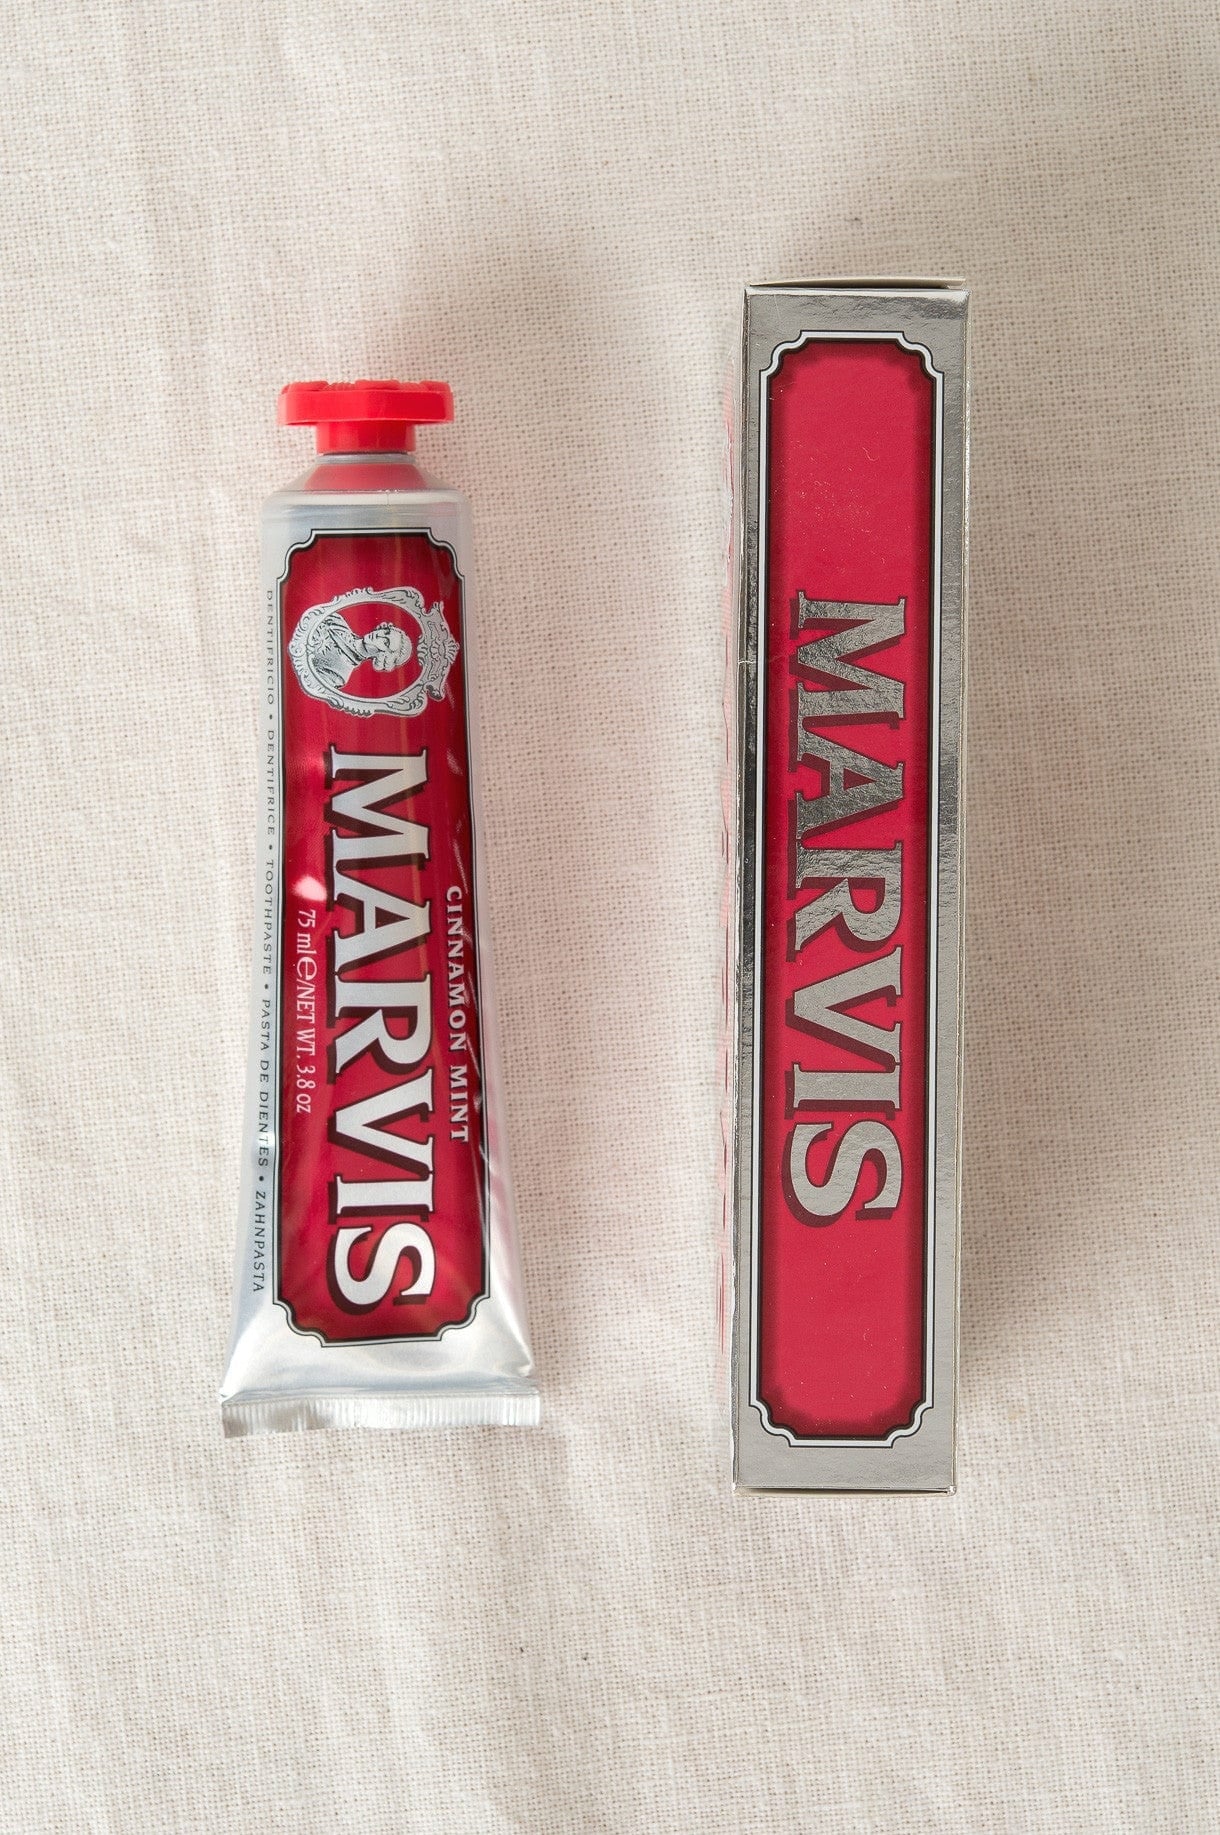 CINNAMON MINT
MARVIS
75 ml℮/NET WT. 3.8 oz
DENTIFRICIO • DENTIFRICE • TOOTHPASTE • PASTA DE DIENTES • ZAHNPASTA
MARVIS